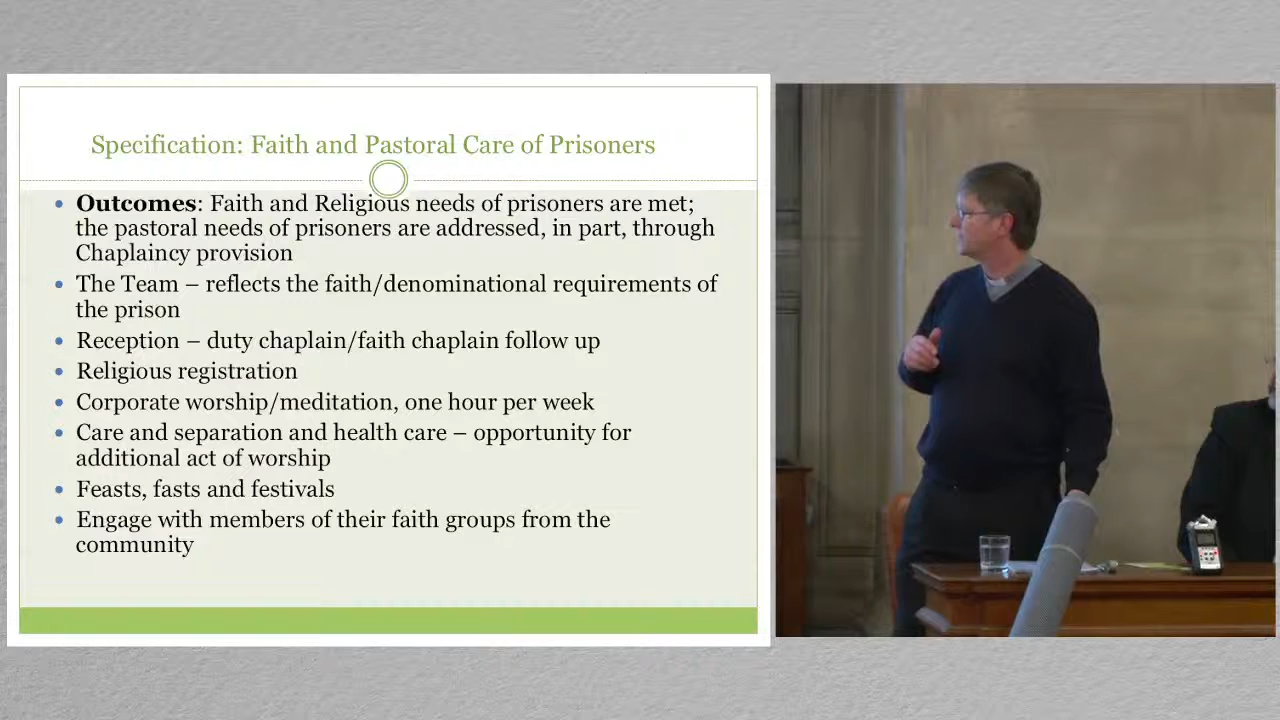 Specification: Faith and Pastoral Care of Prisoners
Outcomes: Faith and Religious needs of prisoners are met;
the pastoral needs of prisoners are addressed, in part, through
Chaplaincy provision
The Team – reflects the faith/denominational requirements of
the prison
Reception – duty chaplain/faith chaplain follow up
Religious registration
Corporate worship/meditation, one hour per week
Care and separation and health care – opportunity for
additional act of worship
Feasts, fasts and festivals
Engage with members of their faith groups from the
community